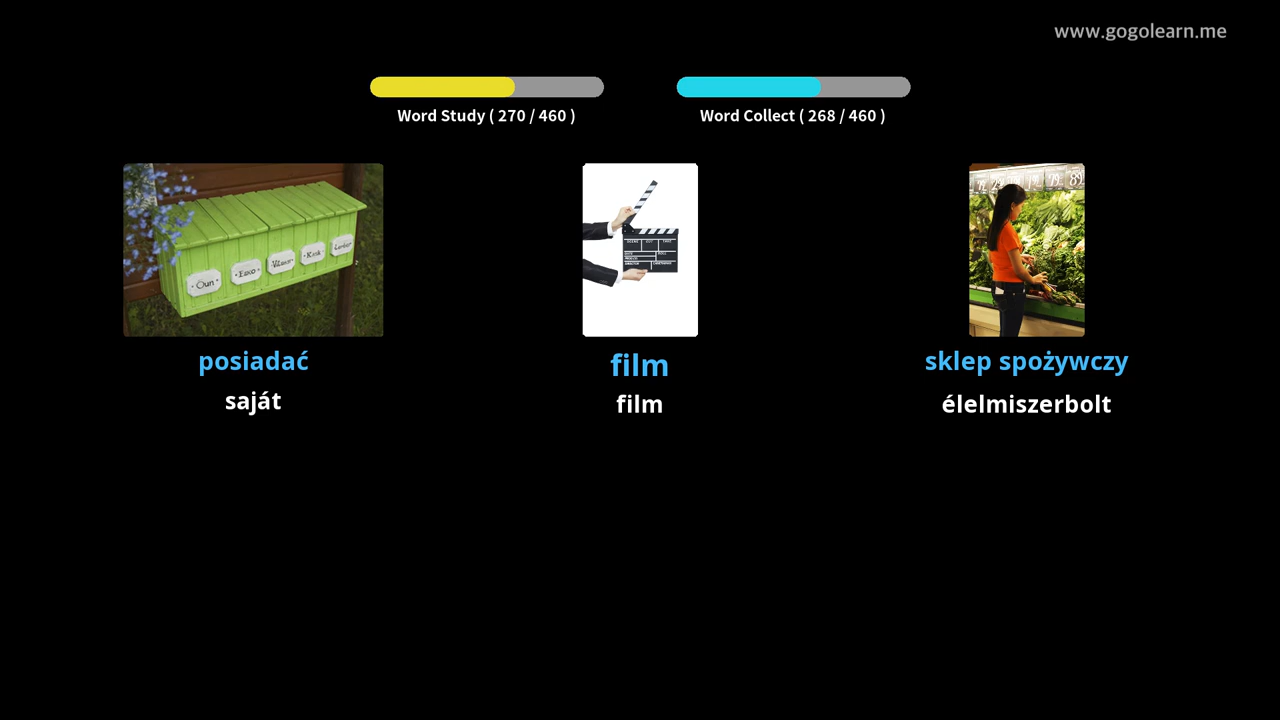 www.gogolearn.me
Word Study ( 270 / 460 )
Word Collect ( 268 / 460 )
posiadać
film
sklep spożywczy
saját
film
élelmiszerbolt